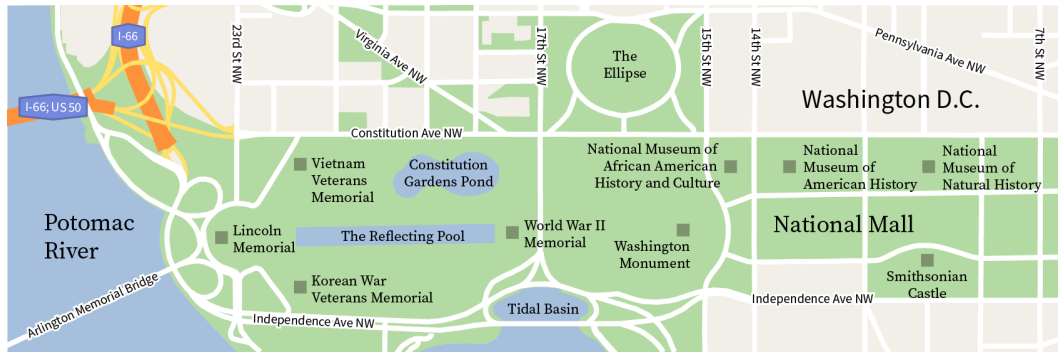 I-66
I-66; US 50
23rd St NW
Virginia Ave NW
17th St NW
The
Ellipse
15th St NW
14th St NW
Pennsylvania Ave NW
7th St NW
Washington D.C.
Constitution Ave NW
Vietnam
Veterans
Memorial
Constitution
Gardens Pond
National Museum of
African American
History and Culture
National
Museum of
American History
National
Museum of
Natural History
Potomac
River
Lincoln
Memorial
The Reflecting Pool
World War II
Memorial
Washington
Monument
National Mall
Korean War
Veterans Memorial
Smithsonian
Castle
Arlington Memorial Bridge
Independence Ave NW
Tidal Basin
Independence Ave NW